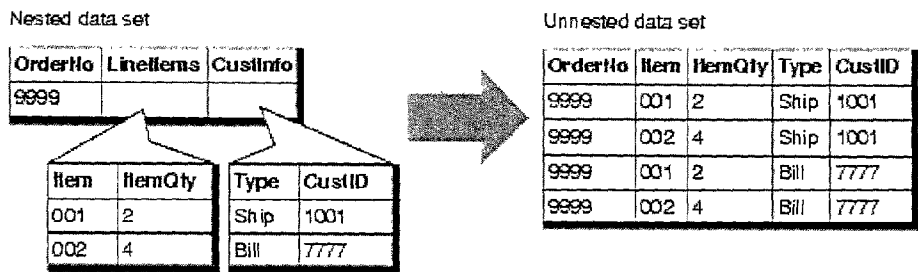 Nested data set
OrderNo LineItems CustInfo
9999
Item ItemQty
001 2
002 4
Type CustID
Ship 1001
Bill 7777
Unnested data set
OrderNo Item ItemQty Type CustID
9999 001 2 Ship 1001
9999 002 4 Ship 1001
9999 001 2 Bill 7777
9999 002 4 Bill 7777